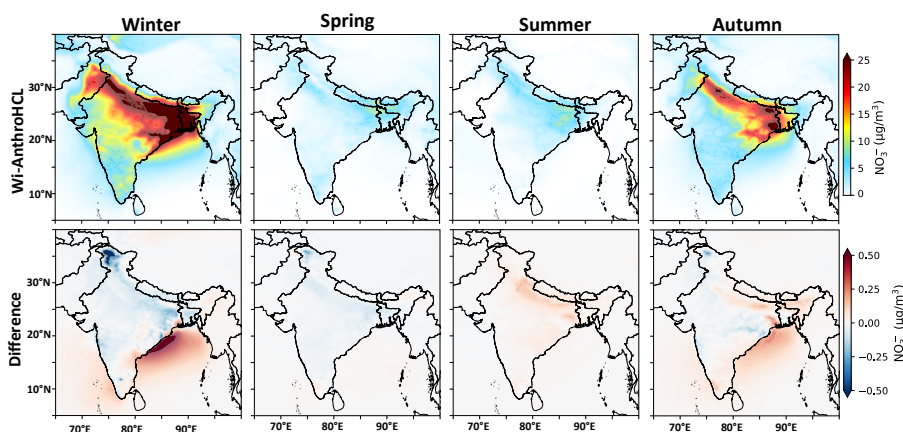 Winter Spring Summer Autumn
Wi-AnthroHCL
30°N
20°N
10°N
25
20
15
10
5
0
NO₃⁻ (μg/m³)
Difference
30°N
20°N
10°N
0.50
0.25
0.00
−0.25
−0.50
NO₃⁻ (μg/m³)
70°E 80°E 90°E 70°E 80°E 90°E 70°E 80°E 90°E 70°E 80°E 90°E